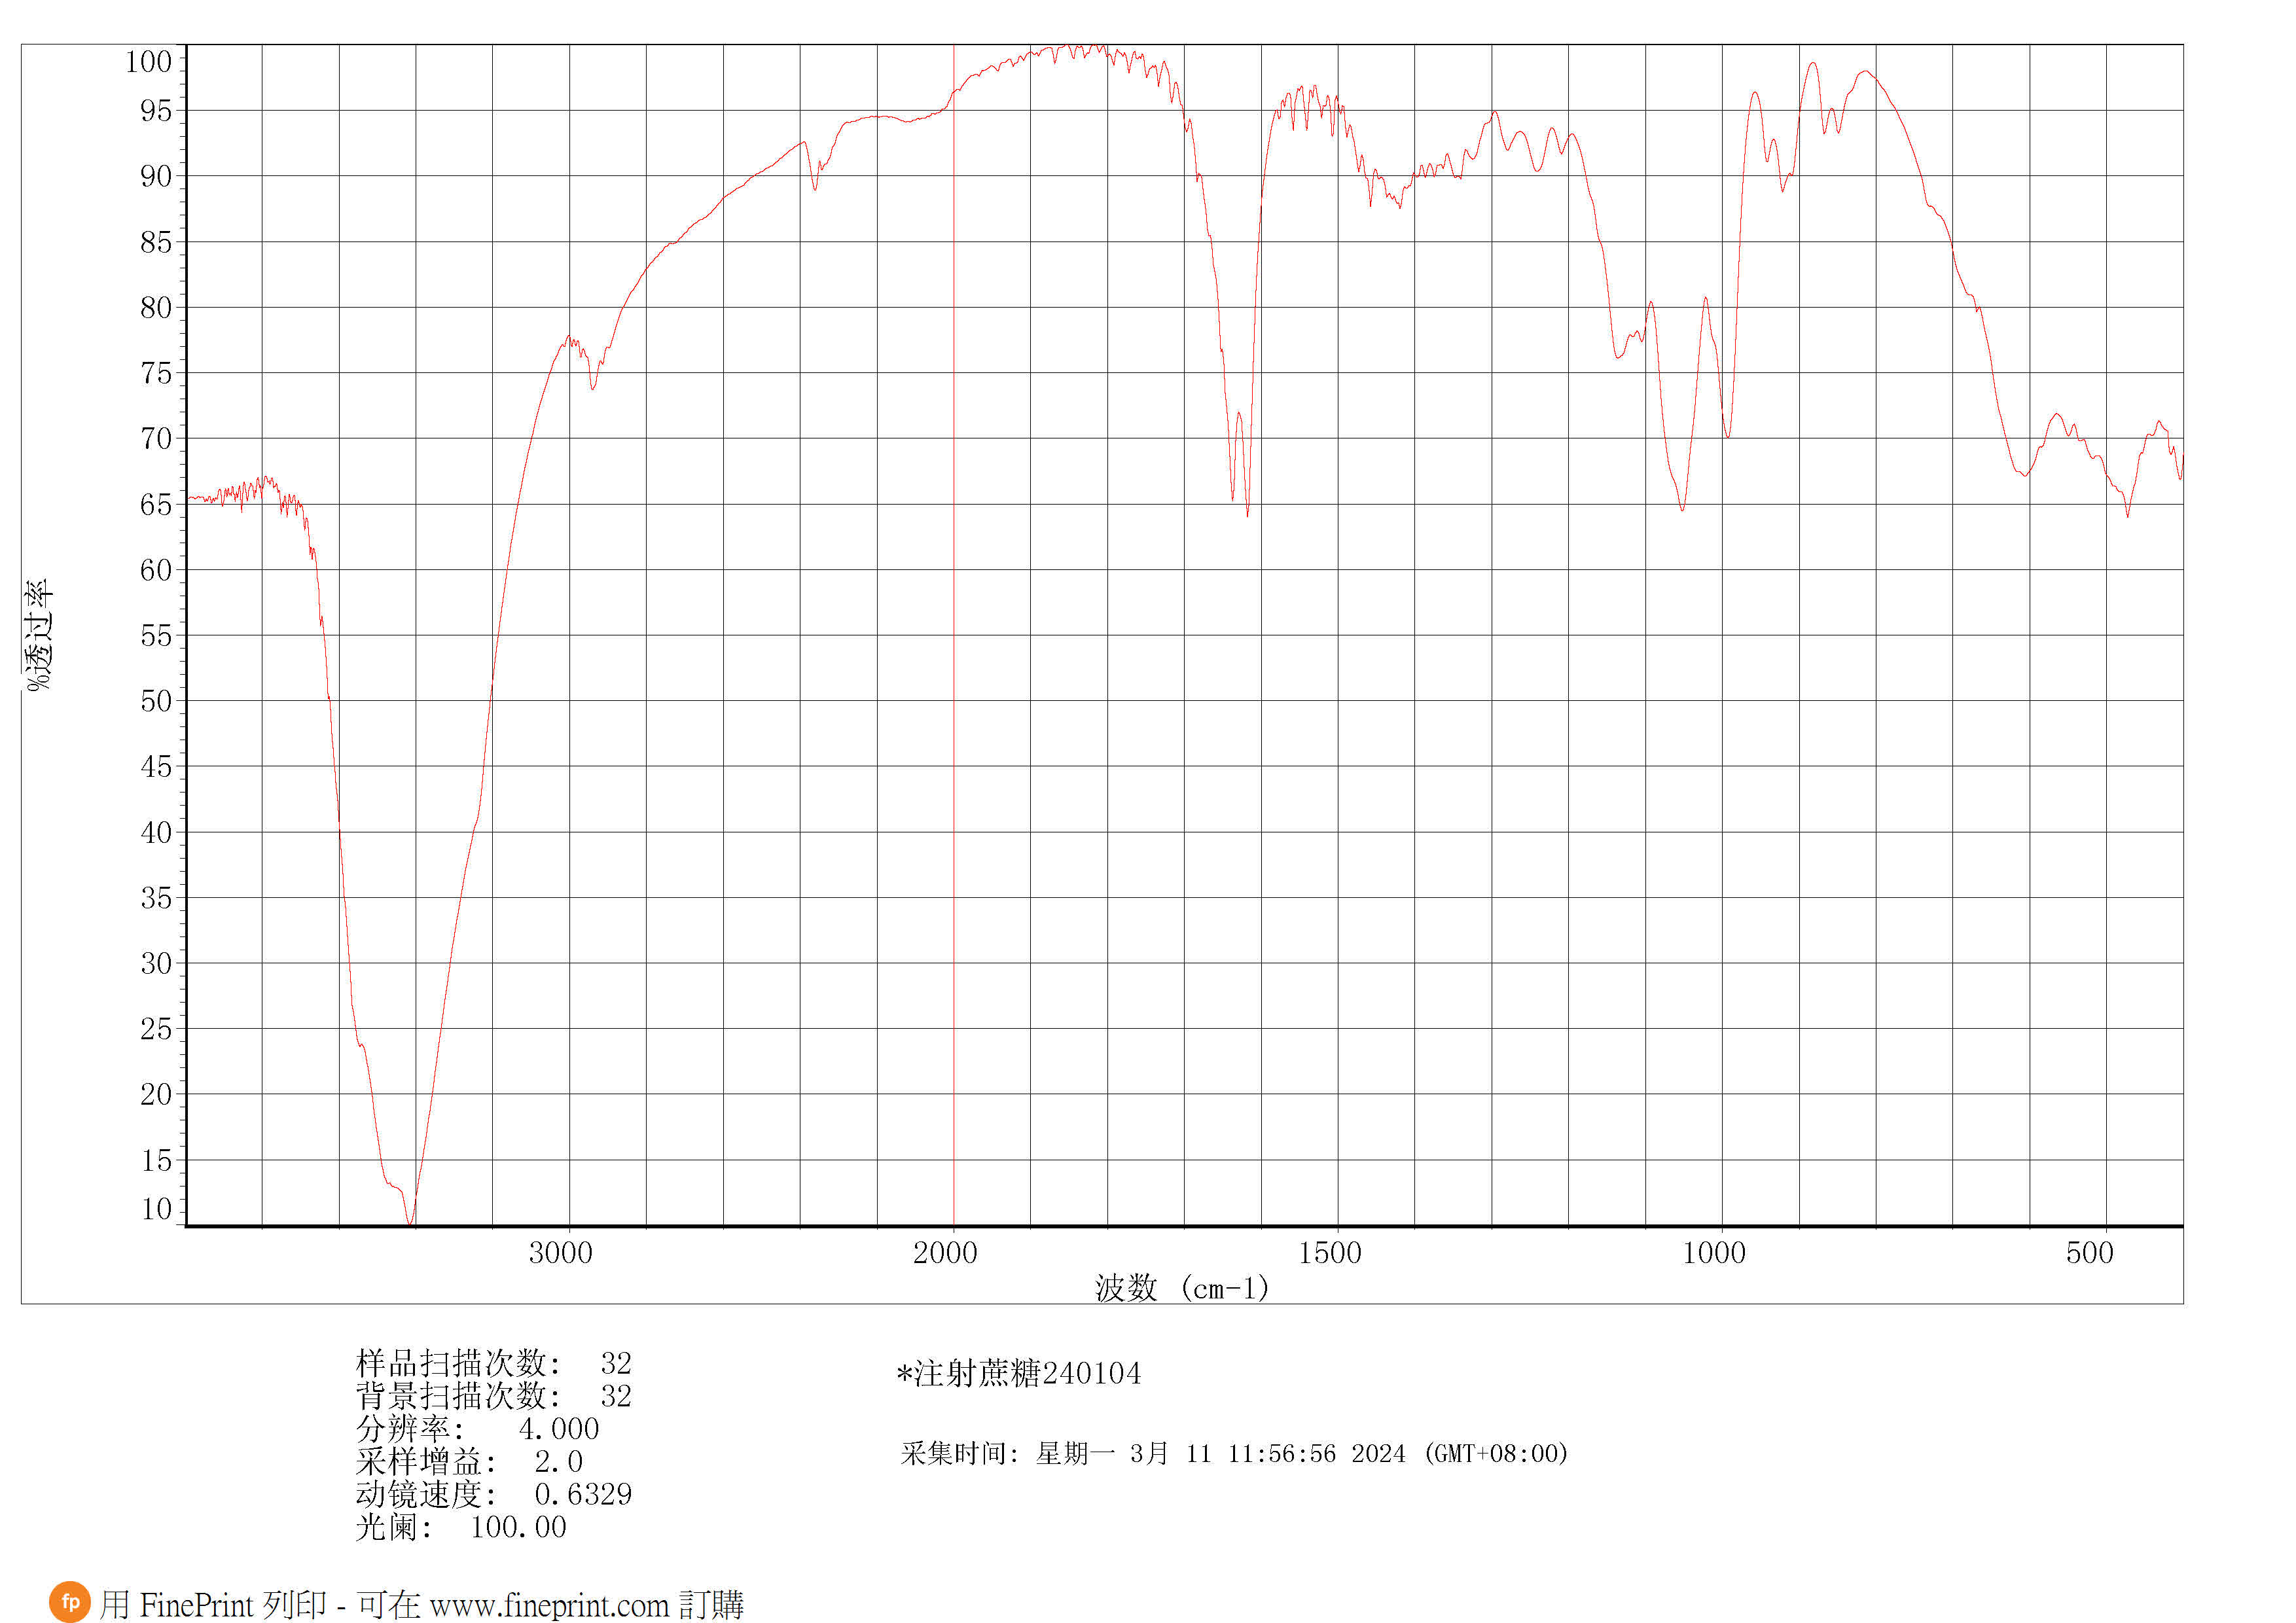 100
95
90
85
80
75
70
65
60
55
50
45
40
35
30
25
20
15
10
%透过率
3000 2000 1500 1000 500
波数 (cm-1)
样品扫描次数: 32
背景扫描次数: 32
分辨率: 4.000
采样增益: 2.0
动镜速度: 0.6329
光阑: 100.00
*注射蔗糖240104
采集时间: 星期一 3月 11 11:56:56 2024 (GMT+08:00)
fp 用 FinePrint 列印 - 可在 www.fineprint.com 訂購